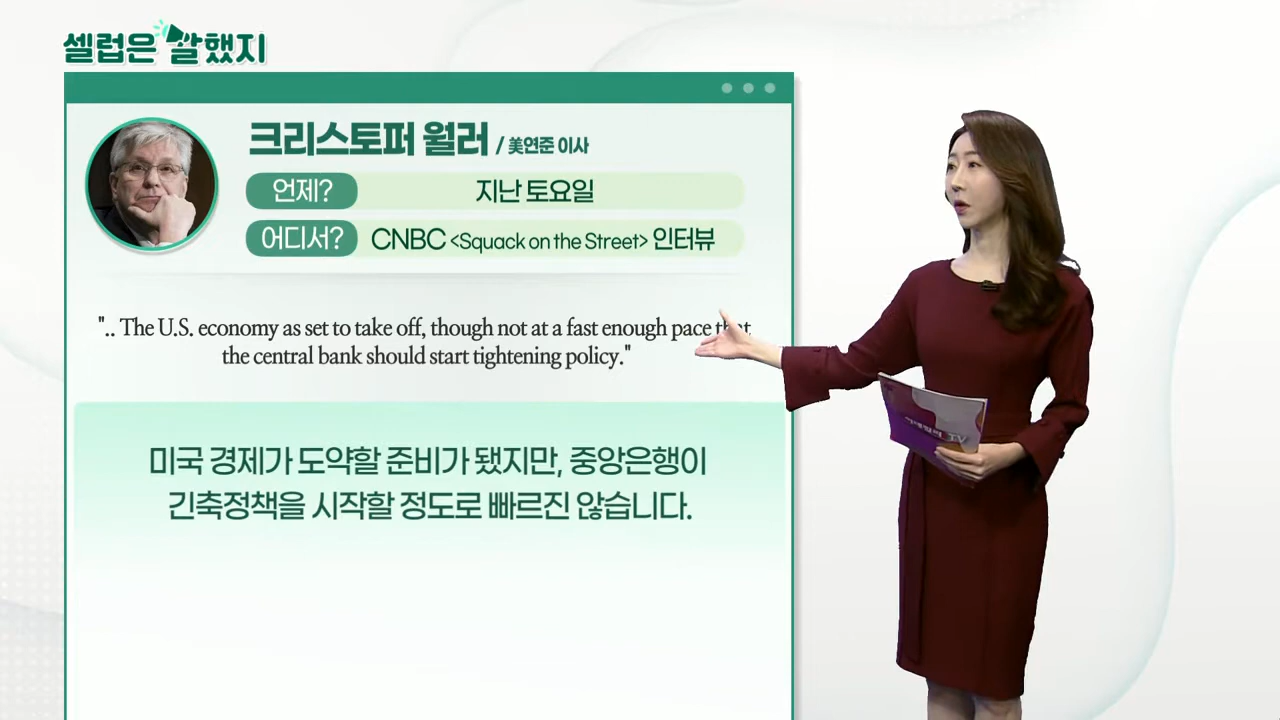 셀럽은 말했지
크리스토퍼 월러 / 美연준 이사
언제? 지난 토요일
어디서? CNBC <Squack on the Street> 인터뷰
".. The U.S. economy as set to take off, though not at a fast enough pace that
the central bank should start tightening policy."
미국 경제가 도약할 준비가 됐지만, 중앙은행이
긴축정책을 시작할 정도로 빠르진 않습니다.